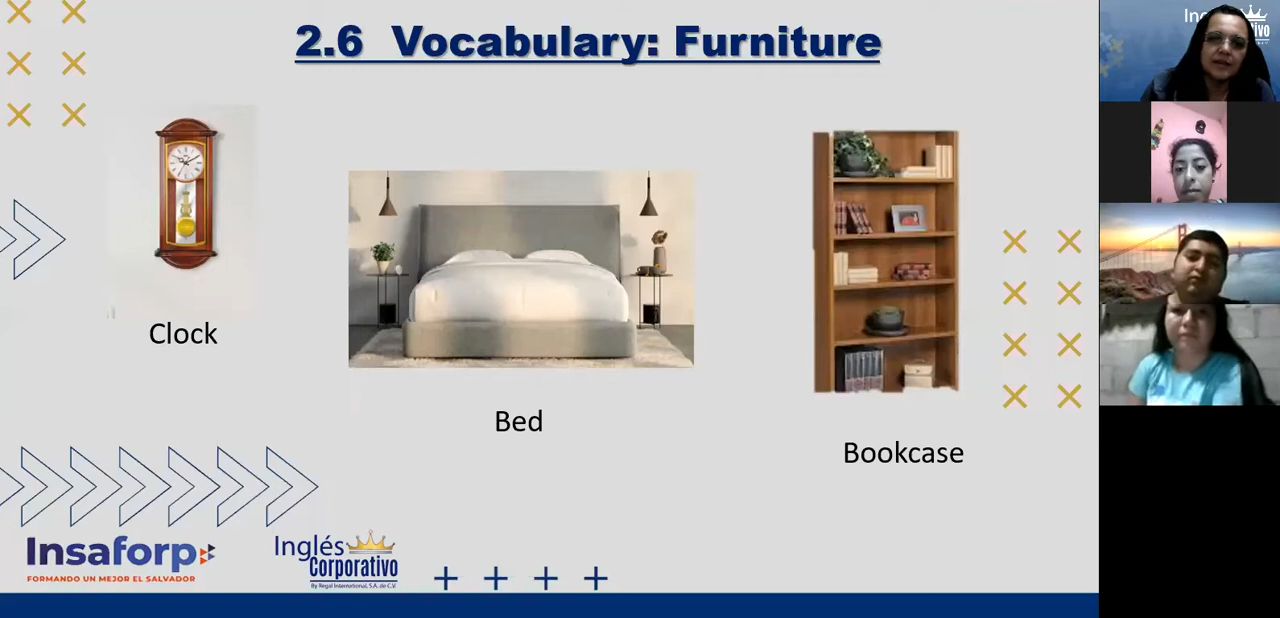 2.6 Vocabulary: Furniture
Clock
Bed
Bookcase
Insaforp
FORMANDO UN MEJOR EL SALVADOR
Inglés
Corporativo
By Regal International, S.A. de C.V.